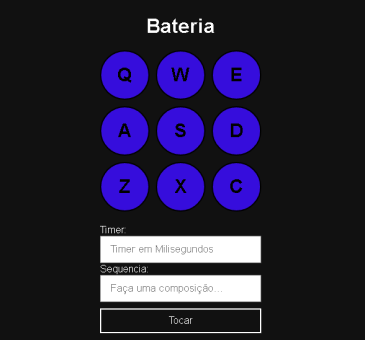 Bateria
Q W E
A S D
Z X C
Timer:
Timer em Milisegundos
Sequencia:
Faça uma composição...
Tocar